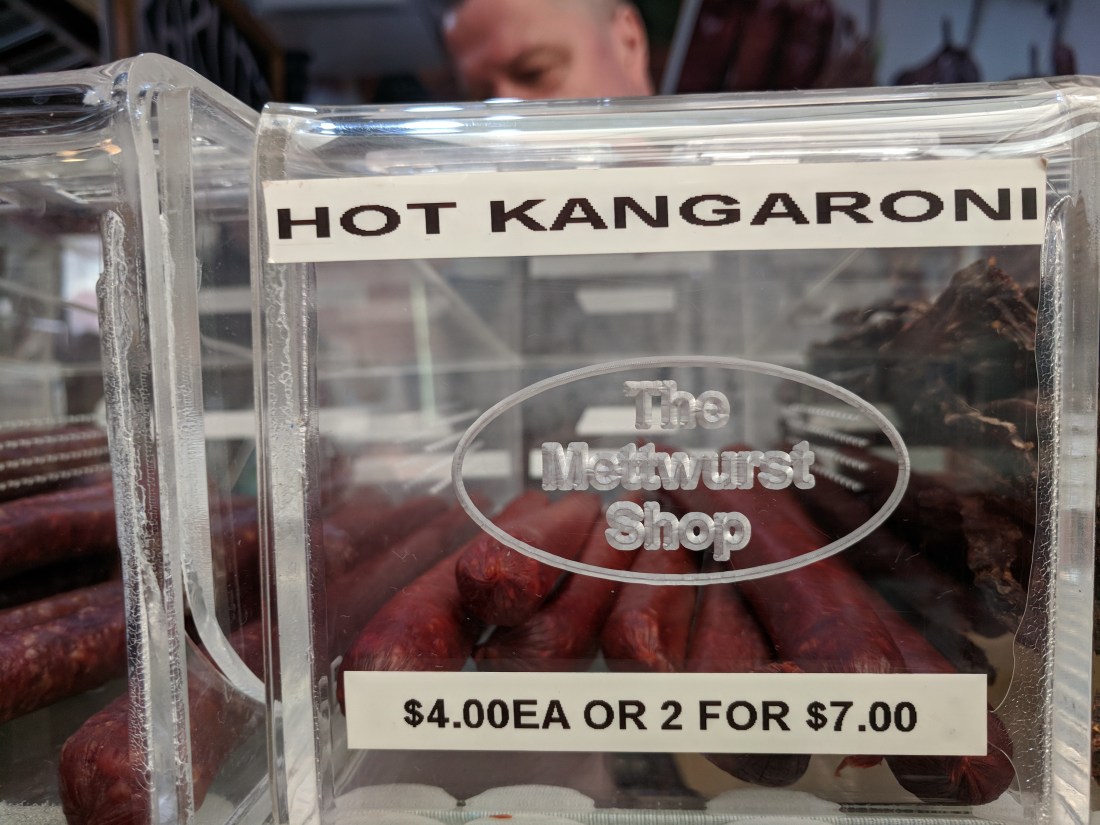 HOT KANGARONI
The
Mettwurst
Shop
$4.00EA OR 2 FOR $7.00